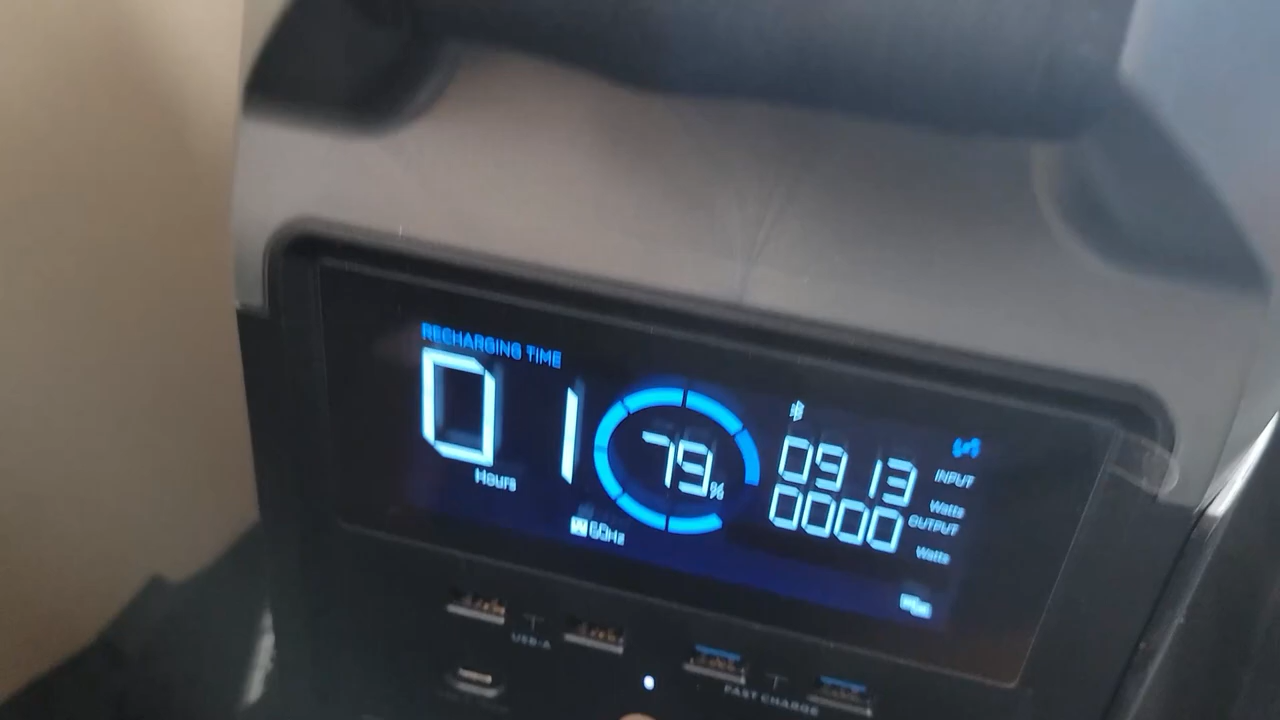 RECHARGING TIME
01
Hours
79%
60Hz
0913
INPUT
Watts
0000
OUTPUT
Watts
USB-A
FAST CHARGE